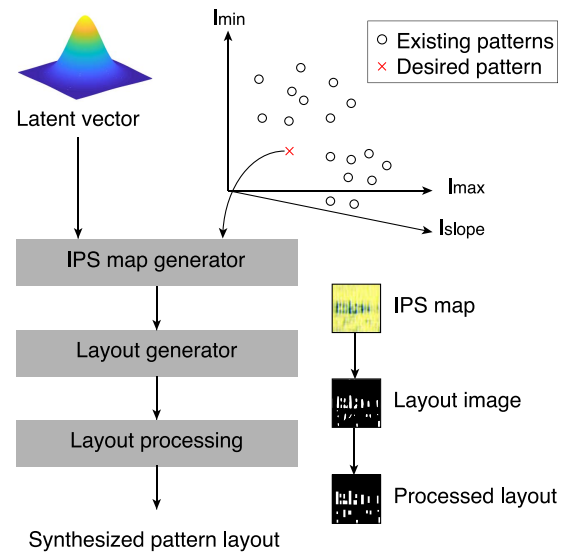 Imin
Existing patterns
Desired pattern
Latent vector
Imax
Islope
IPS map generator
IPS map
Layout generator
Layout image
Layout processing
Processed layout
Synthesized pattern layout